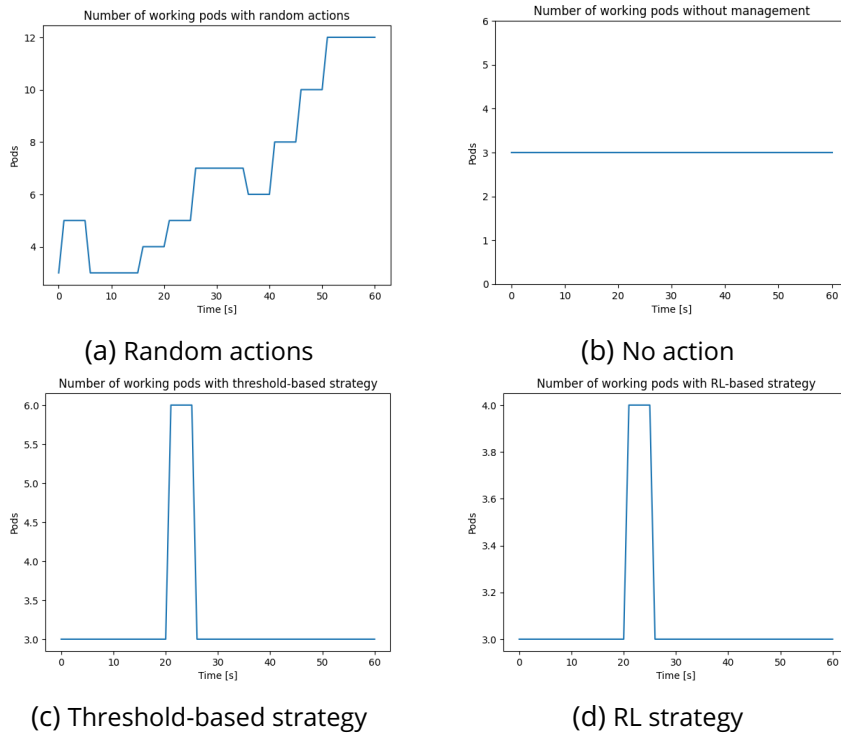 Number of working pods with random actions
12
10
8
6
4
Pods
0 10 20 30 40 50 60
Time [s]
(a) Random actions
Number of working pods without management
6
5
4
3
2
1
0
Pods
0 10 20 30 40 50 60
Time [s]
(b) No action
Number of working pods with threshold-based strategy
6.0
5.5
5.0
4.5
4.0
3.5
3.0
Pods
0 10 20 30 40 50 60
Time [s]
(c) Threshold-based strategy
Number of working pods with RL-based strategy
4.0
3.8
3.6
3.4
3.2
3.0
Pods
0 10 20 30 40 50 60
Time [s]
(d) RL strategy